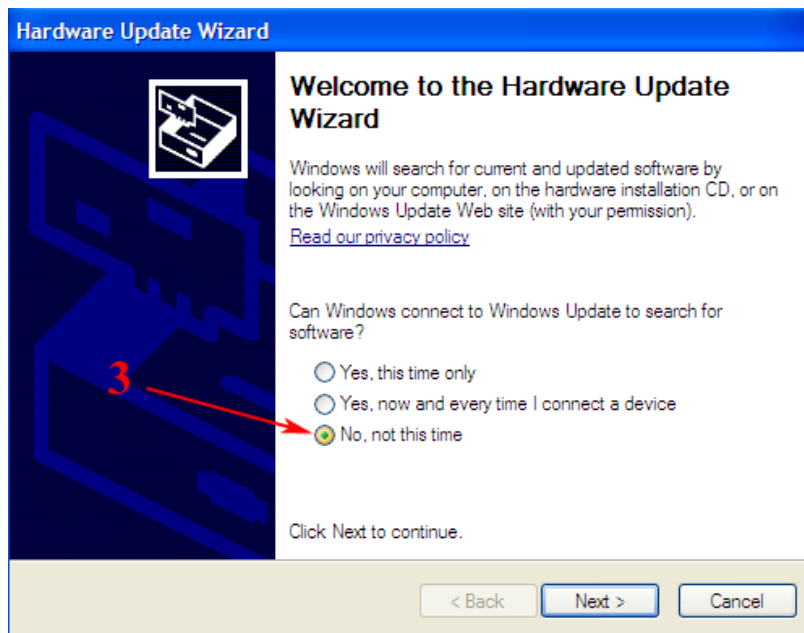 Hardware Update Wizard
Welcome to the Hardware Update
Wizard
Windows will search for current and updated software by
looking on your computer, on the hardware installation CD, or on
the Windows Update Web site (with your permission).
Read our privacy policy
Can Windows connect to Windows Update to search for
software?
Yes, this time only
3
Yes, now and every time I connect a device
No, not this time
Click Next to continue.
< Back Next > Cancel